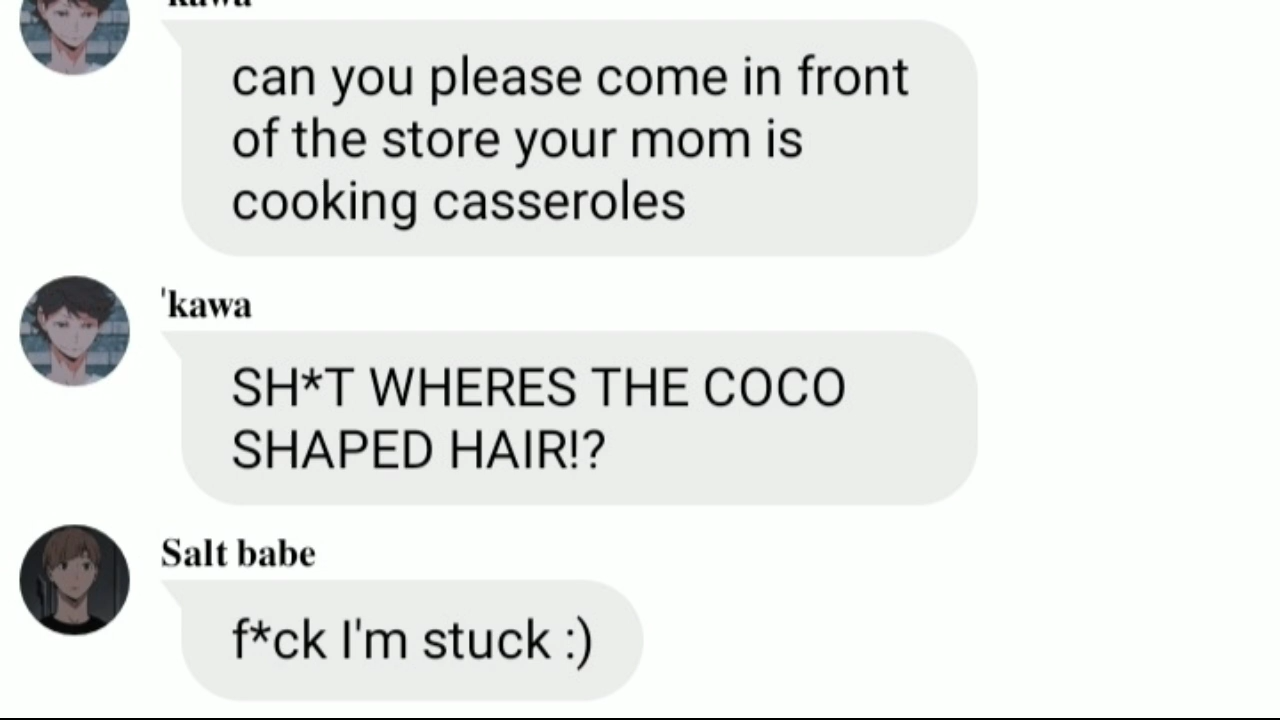 'kawa
can you please come in front
of the store your mom is
cooking casseroles
'kawa
SH*T WHERES THE COCO
SHAPED HAIR!?
Salt babe
f*ck I'm stuck :)